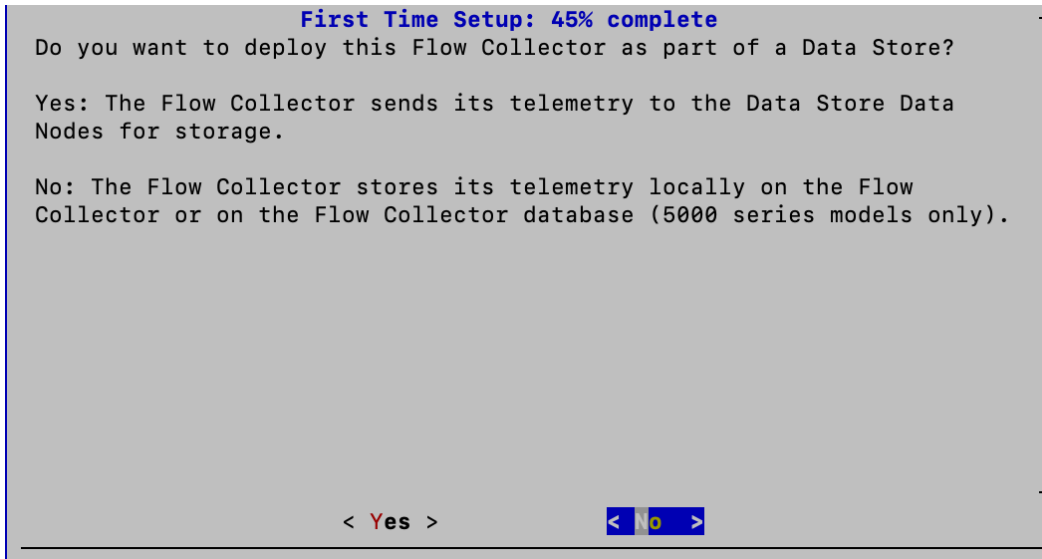 First Time Setup: 45% complete
Do you want to deploy this Flow Collector as part of a Data Store?
Yes: The Flow Collector sends its telemetry to the Data Store Data
Nodes for storage.
No: The Flow Collector stores its telemetry locally on the Flow
Collector or on the Flow Collector database (5000 series models only).
< Yes > < No >